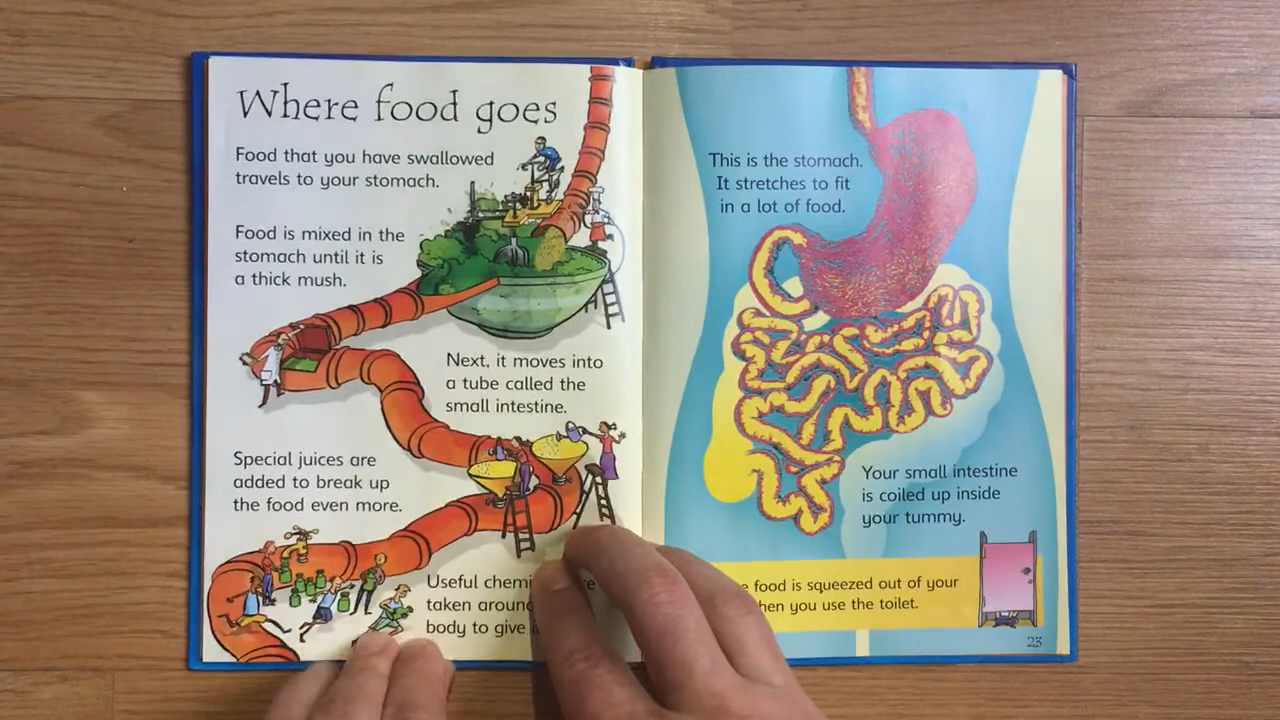 Where food goes
Food that you have swallowed
travels to your stomach.
Food is mixed in the
stomach until it is
a thick mush.
Next, it moves into
a tube called the
small intestine.
Special juices are
added to break up
the food even more.
Useful
taken
body to give
This is the stomach.
It stretches to fit
in a lot of food.
Your small intestine
is coiled up inside
your tummy.
food is squeezed out of your
when you use the toilet.
23